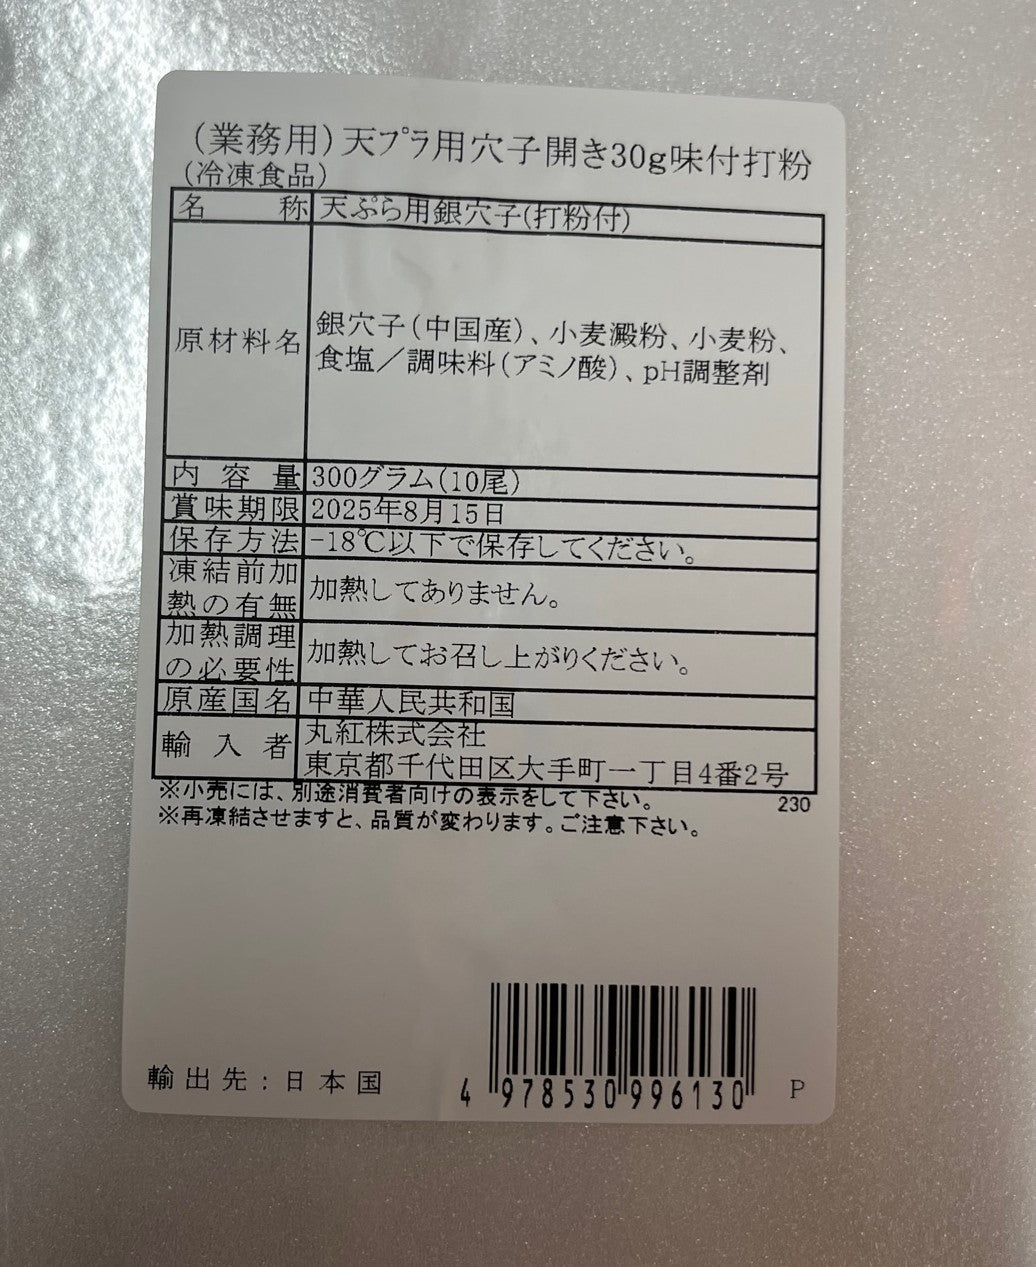 (業務用)天プラ用穴子開き30g味付打粉
(冷凍食品)
名称 天ぷら用銀穴子(打粉付)
原材料名 銀穴子(中国産)、小麦澱粉、小麦粉、
食塩／調味料(アミノ酸)、pH調整剤
内容量 300グラム(10尾)
賞味期限 2025年8月15日
保存方法 -18℃以下で保存してください。
凍結前加
熱の有無 加熱してありません。
加熱調理
の必要性 加熱してお召し上がりください。
原産国名 中華人民共和国
輸入者 丸紅株式会社
東京都千代田区大手町一丁目4番2号
※小売には、別途消費者向けの表示をして下さい。 230
※再凍結させますと、品質が変わります。ご注意下さい。
輸出先：日本国
4 978530 996130 P